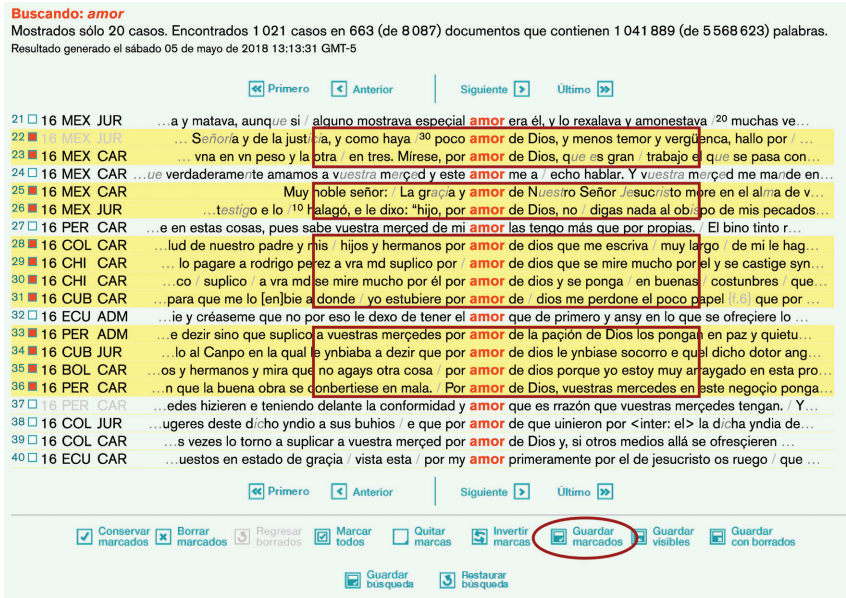 Buscando: amor
Mostrados sólo 20 casos. Encontrados 1 021 casos en 663 (de 8 087) documentos que contienen 1 041 889 (de 5 568 623) palabras.
Resultado generado el sábado 05 de mayo de 2018 13:13:31 GMT-5
Primero Anterior Siguiente Último
21 16 MEX JUR …a y matava, aunque si / alguno mostrava especial amor era él, y lo rexalava y amonestava /20 muchas ve…
22 16 MEX JUR … Señoría y de la justicia, y como haya /30 poco amor de Dios, y menos temor y vergüenca, hallo por / …
23 16 MEX CAR … vna en vn peso y la otra / en tres. Mírese, por amor de Dios, que es gran / trabajo el que se pasa con…
24 16 MEX CAR …ue verdaderamente amamos a vuestra merçed y este amor me a / echo hablar. Y vuestra merçed me mande en…
25 16 MEX CAR Muy noble señor: / La graçia y amor de Nuestro Señor Jesucristo more en el alma de v…
26 16 MEX JUR …testigo e lo /10 halagó, e le dixo: “hijo, por amor de Dios, no / digas nada al obispo de mis pecados…
27 16 PER CAR …e en estas cosas, pues sabe vuestra merçed de mi amor las tengo más que por propias. / El bino tinto r…
28 16 COL CAR …lud de nuestro padre y mis / hijos y hermanos por amor de dios que me escriva / muy largo / de mi le hag…
29 16 CHI CAR … lo pagare a rodrigo perez a vra md suplico por / amor de dios que se mire mucho por el y se castige syn…
30 16 CHI CAR …co / suplico / a vra md se mire mucho por él por amor de dios y se ponga / en buenas / costunbres / que…
31 16 CUB CAR …para que me lo [en]bie a donde / yo estubiere por amor de / dios me perdone el poco papel {f.6} que por …
32 16 ECU ADM …ie y créaseme que no por eso le dexo de tener el amor que de primero y ansy en lo que se ofreçiere lo …
33 16 PER ADM …e dezir sino que suplico a vuestras merçedes por amor de la paçión de Dios los pongan en paz y quietu…
34 16 CUB JUR …lo al Canpo en la qual le ynbiaba a dezir que por amor de dios le ynbiase socorro e quel dicho dotor ang…
35 16 BOL CAR …os y hermanos y mira que no agays otra cosa / por amor de dios porque yo estoy muy arraygado en esta pro…
36 16 PER CAR …n que la buena obra se conbertiese en mala. / Por amor de Dios, vuestras mercedes en este negoçio ponga…
37 16 PER CAR …edes hizieren e teniendo delante la conformidad y amor que es rrazón que vuestras merçedes tengan. / Y…
38 16 COL JUR …ugeres deste dicho yndio a sus buhios / e que por amor de que uinieron por <inter: el> la dicha yndia de…
39 16 COL CAR …s vezes lo torno a suplicar a vuestra merçed por amor de Dios y, si otros medios allá se ofresçieren …
40 16 ECU CAR …uestos en estado de graçia / vista esta / por my amor primeramente por el de jesucristo os ruego / que …
Primero Anterior Siguiente Último
Conservar marcados Borrar marcados Regresar borrados Marcar todos Quitar marcas Invertir marcas Guardar marcados Guardar visibles Guardar con borrados
Guardar búsqueda Restaurar búsqueda